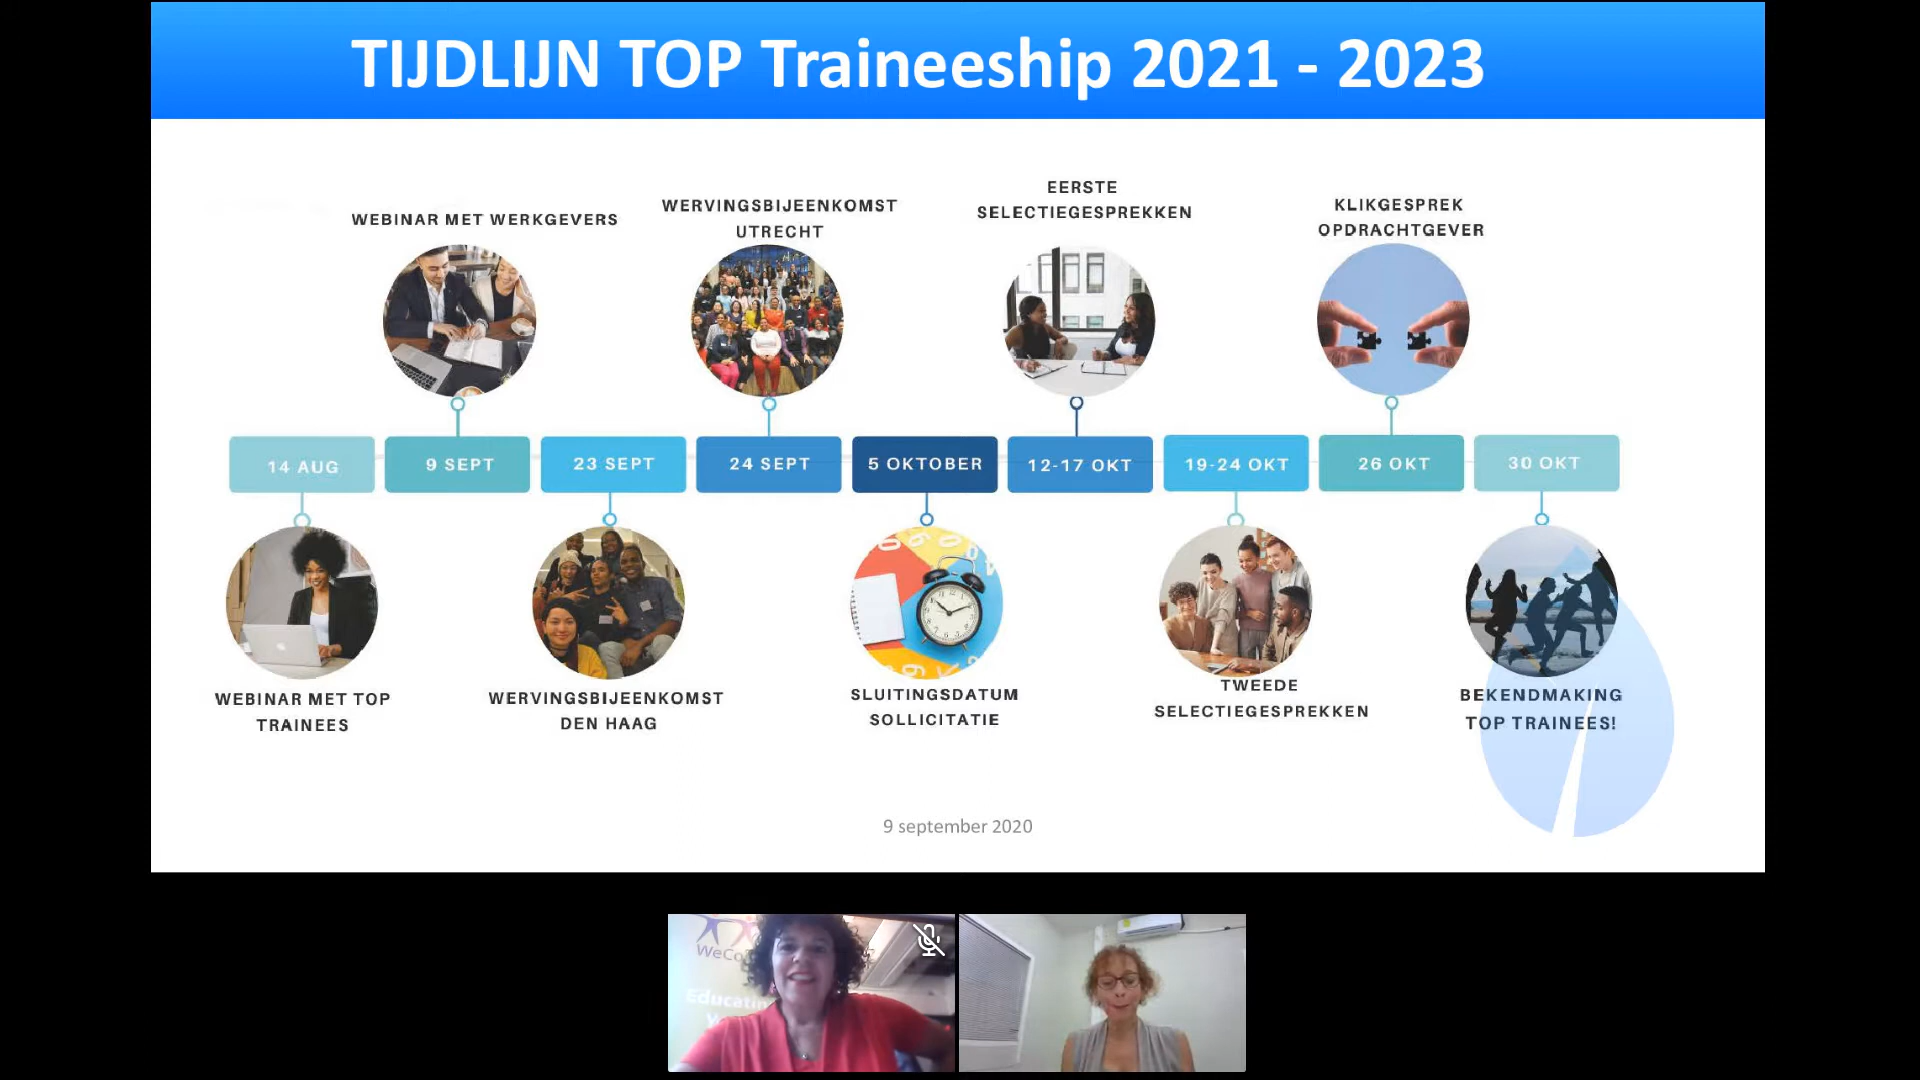 TIJDLIJN TOP Traineeship 2021 - 2023
WEBINAR MET WERKGEVERS
WERVINGSBIJEENKOMST
UTRECHT
EERSTE
SELECTIEGESPREKKEN
KLIKGESPREK
OPDRACHTGEVER
14 AUG
9 SEPT
23 SEPT
24 SEPT
5 OKTOBER
12-17 OKT
19-24 OKT
26 OKT
30 OKT
WEBINAR MET TOP
TRAINEES
WERVINGSBIJEENKOMST
DEN HAAG
SLUITINGSDATUM
SOLLICITATIE
TWEEDE
SELECTIEGESPREKKEN
BEKENDMAKING
TOP TRAINEES!
9 september 2020